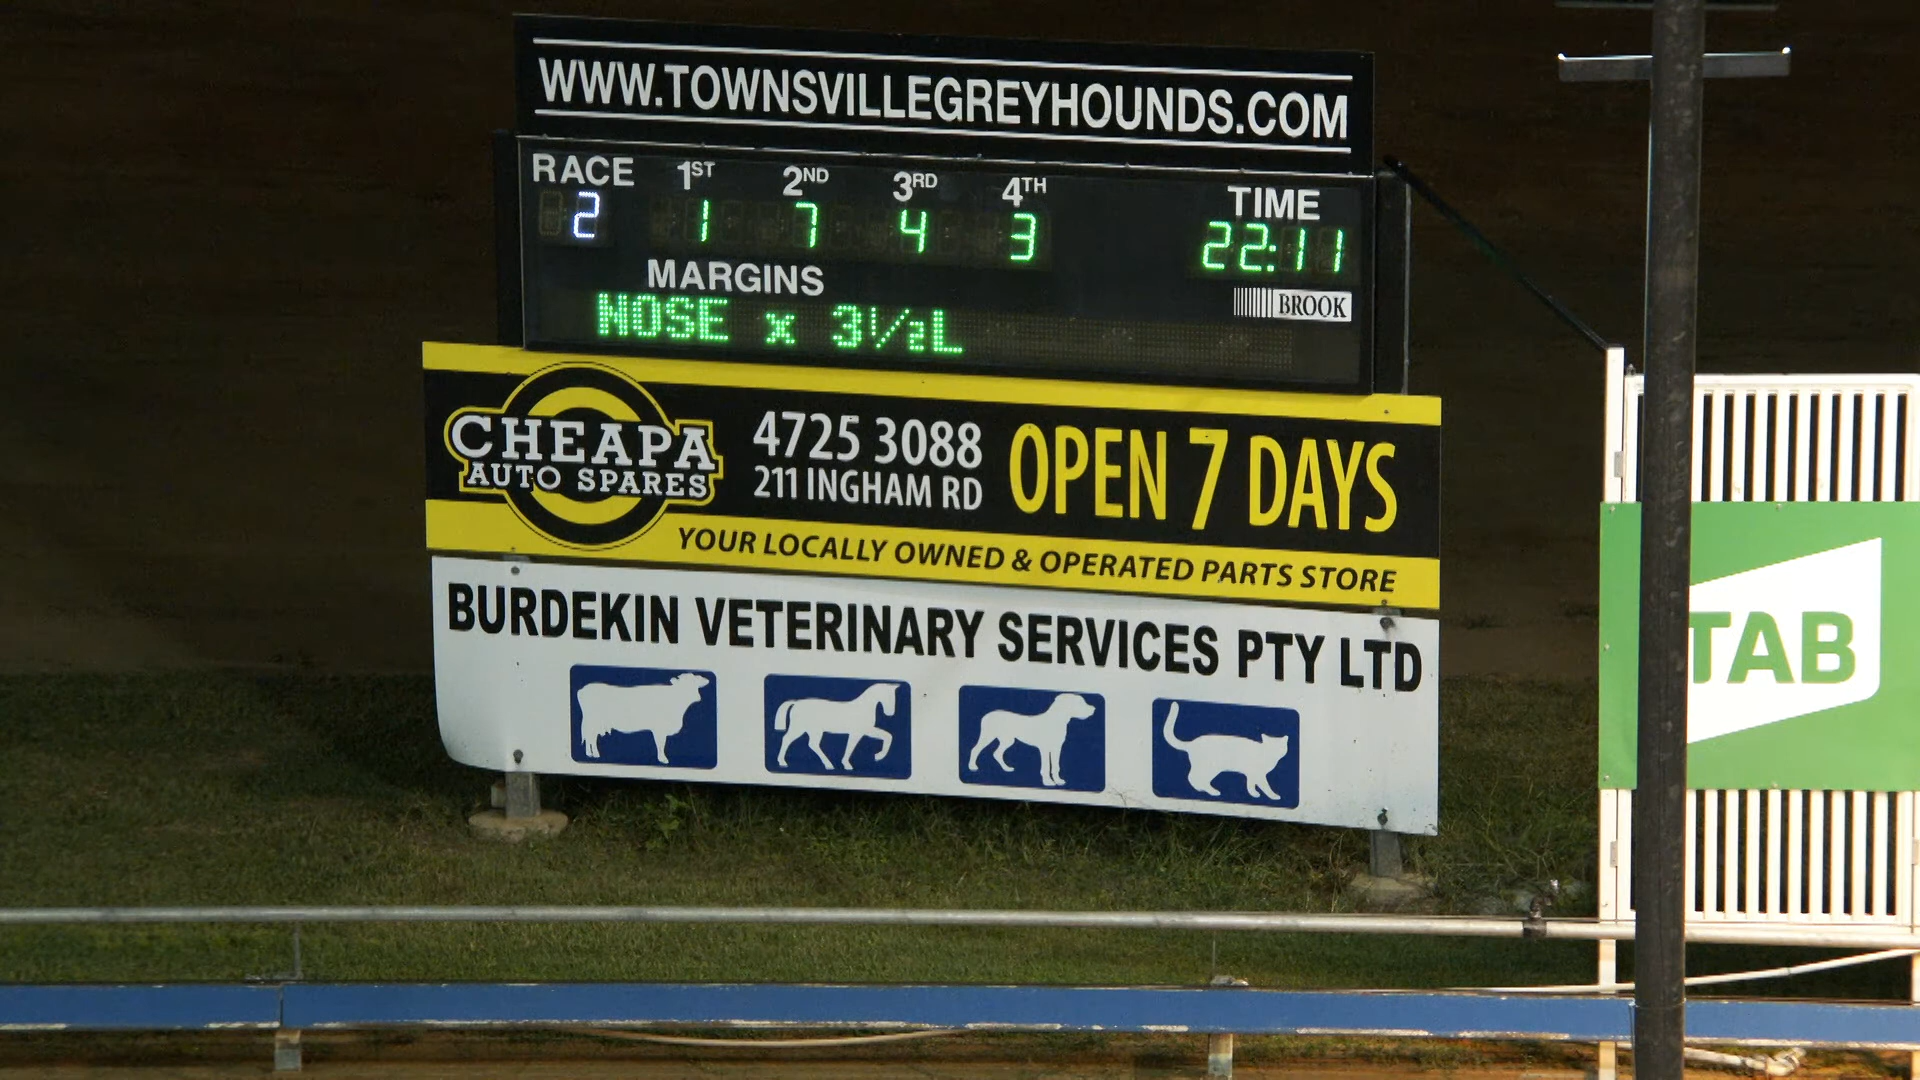 WWW.TOWNSVILLEGREYHOUNDS.COM
RACE 1ST 2ND 3RD 4TH TIME
2 1 7 4 3 22:11
MARGINS
BROOK
NOSE x 3½L
CHEAPA
AUTO SPARES
4725 3088
211 INGHAM RD
OPEN 7 DAYS
YOUR LOCALLY OWNED & OPERATED PARTS STORE
BURDEKIN VETERINARY SERVICES PTY LTD
TAB